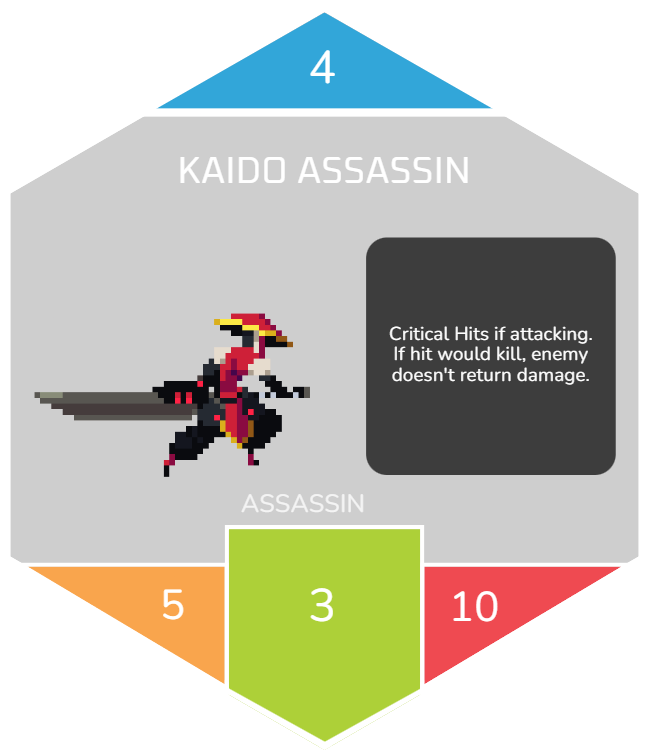 4
KAIDO ASSASSIN
Critical Hits if attacking.
If hit would kill, enemy
doesn't return damage.
ASSASSIN
5
3
10